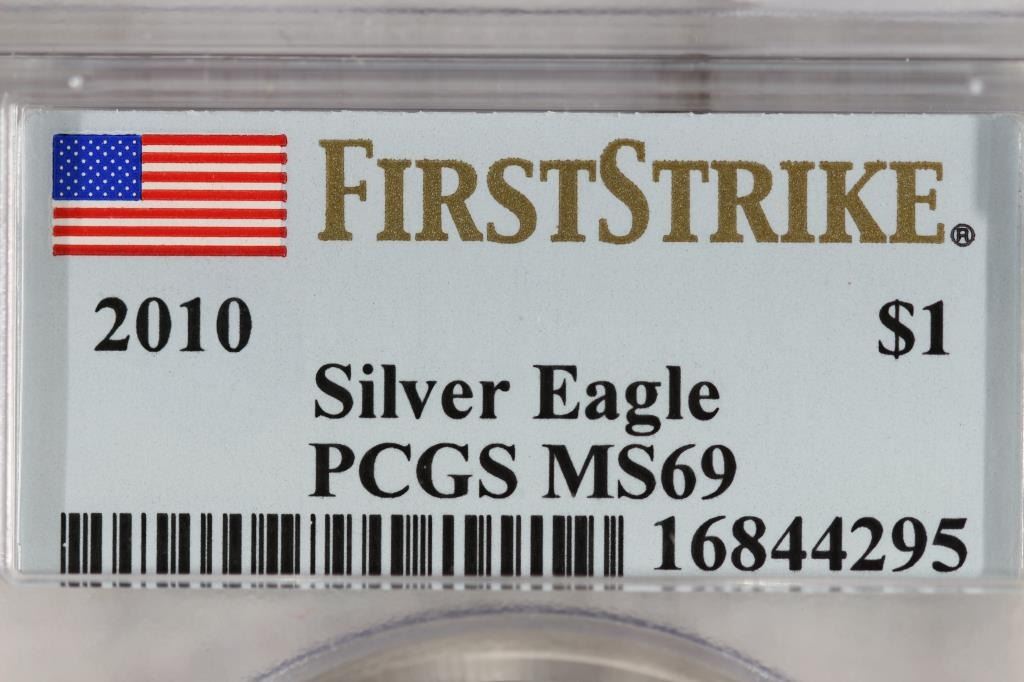 FIRSTSTRIKE®
2010 $1
Silver Eagle
PCGS MS69
16844295